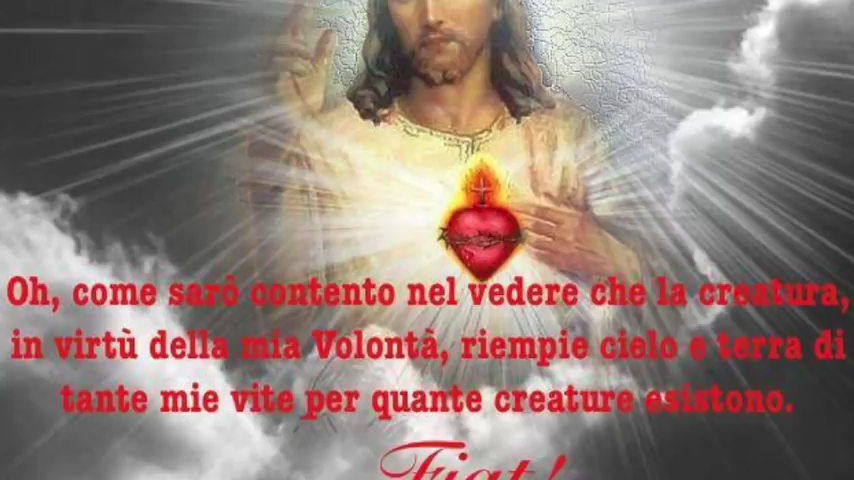 Oh, come sarò contento nel vedere che la creatura,
in virtù della mia Volontà, riempie cielo e terra di
tante mie vite per quante creature esistono.
Fiat!